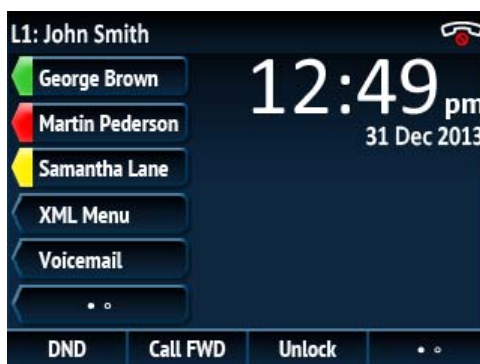 L1: John Smith
George Brown
12:49 pm
Martin Pederson
31 Dec 2013
Samantha Lane
XML Menu
Voicemail
DND Call FWD Unlock